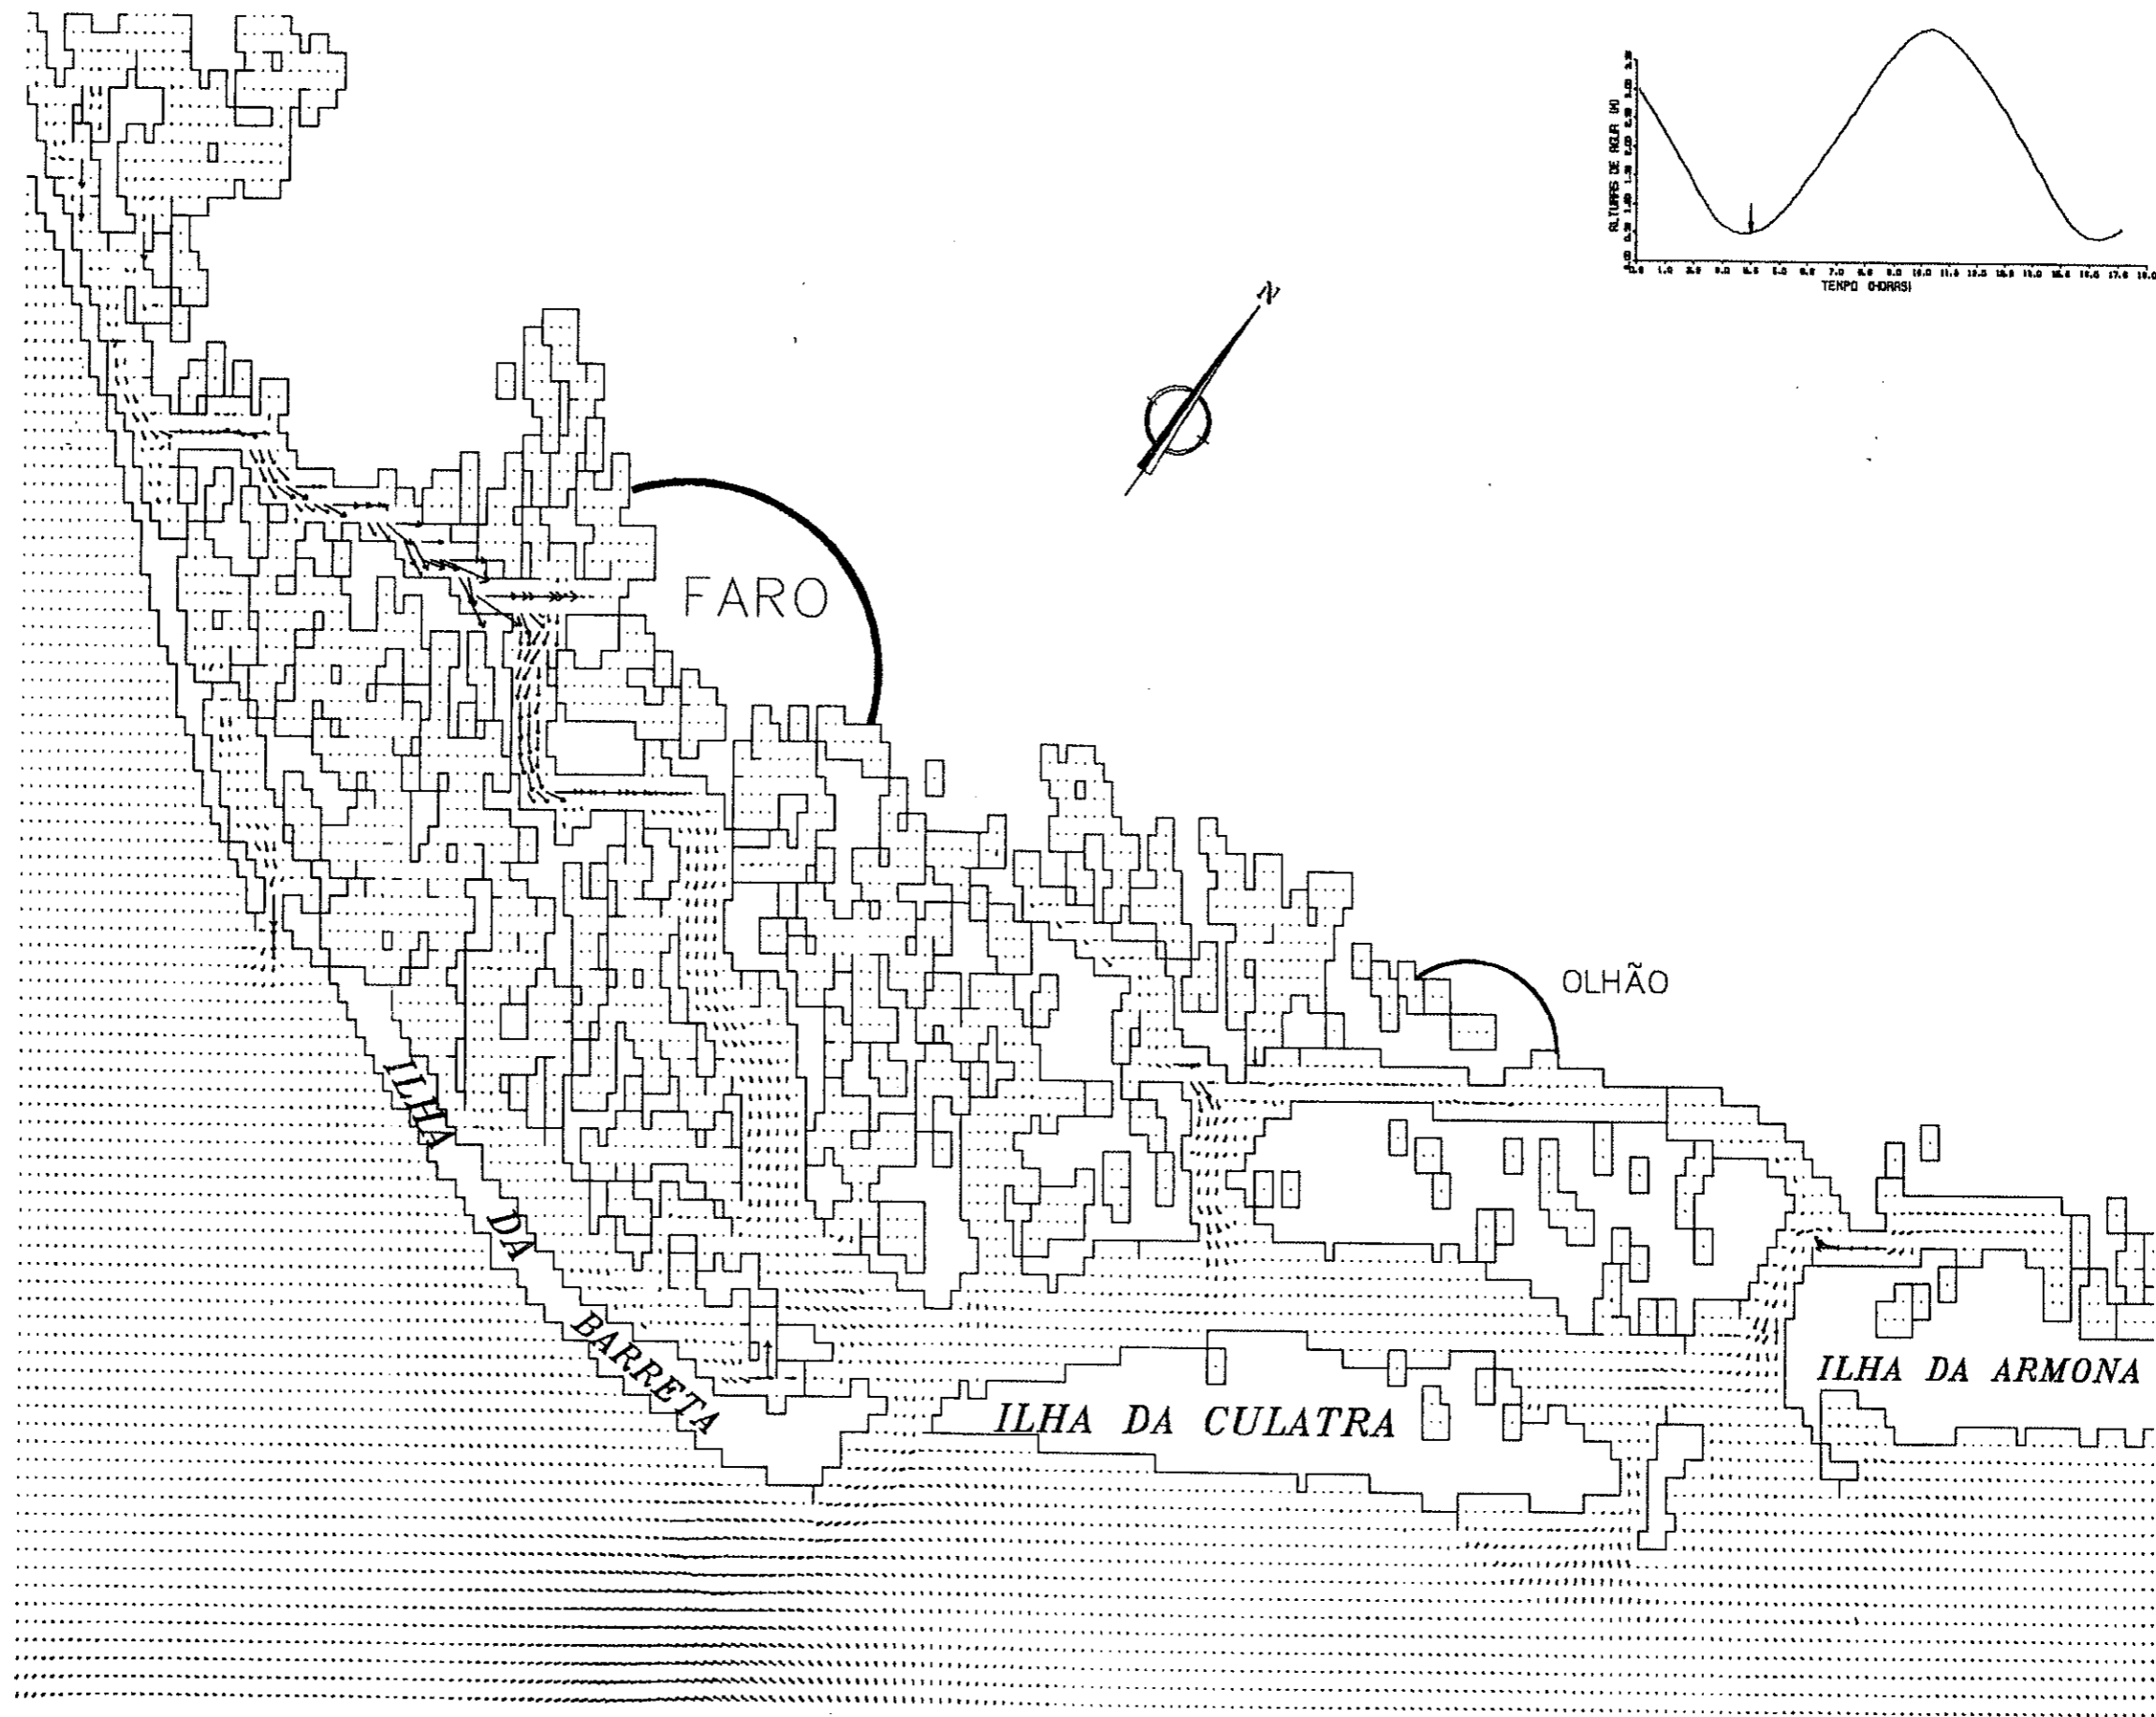 ALTURAS DE AGUA (M)
TEMPO (HORAS)
N
FARO
OLHÃO
ILHA DA BARRETA
ILHA DA ARMONA
ILHA DA CULATRA